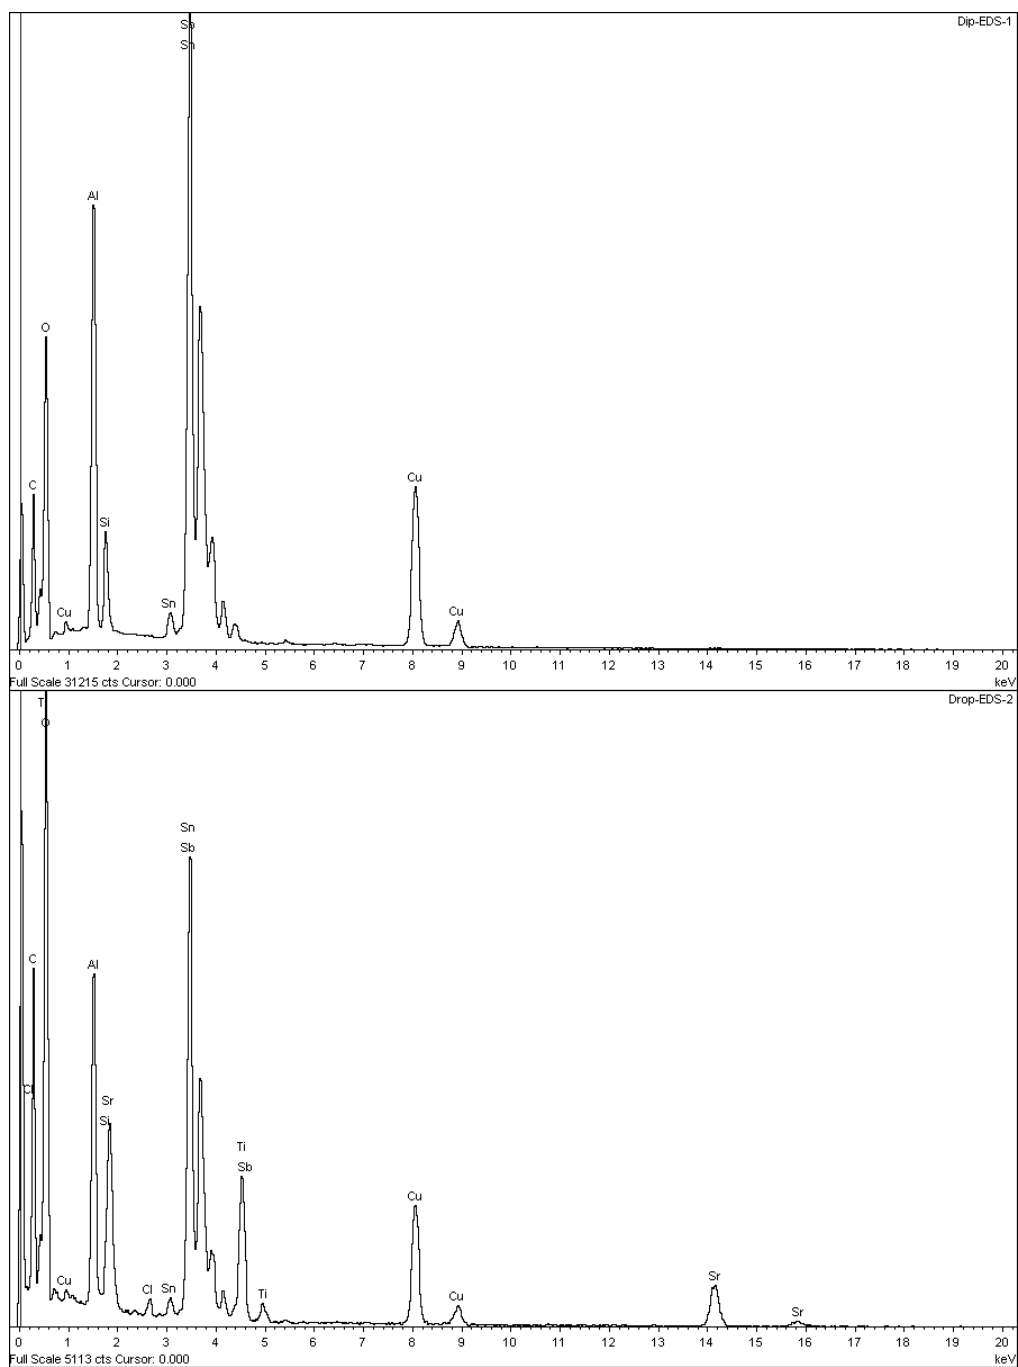 Dip-EDS-1
Sb
Sn
Al
O
C
Si
Cu
Sn
Cu
Cu
0 1 2 3 4 5 6 7 8 9 10 11 12 13 14 15 16 17 18 19 20
Full Scale 31215 cts Cursor: 0.000 keV
Drop-EDS-2
T
O
Sn
Sb
C
Al
Cl
Sr
Si
Ti
Sb
Cu
Cu
Cl
Sn
Ti
Cu
Sr
Sr
0 1 2 3 4 5 6 7 8 9 10 11 12 13 14 15 16 17 18 19 20
Full Scale 5113 cts Cursor: 0.000 keV